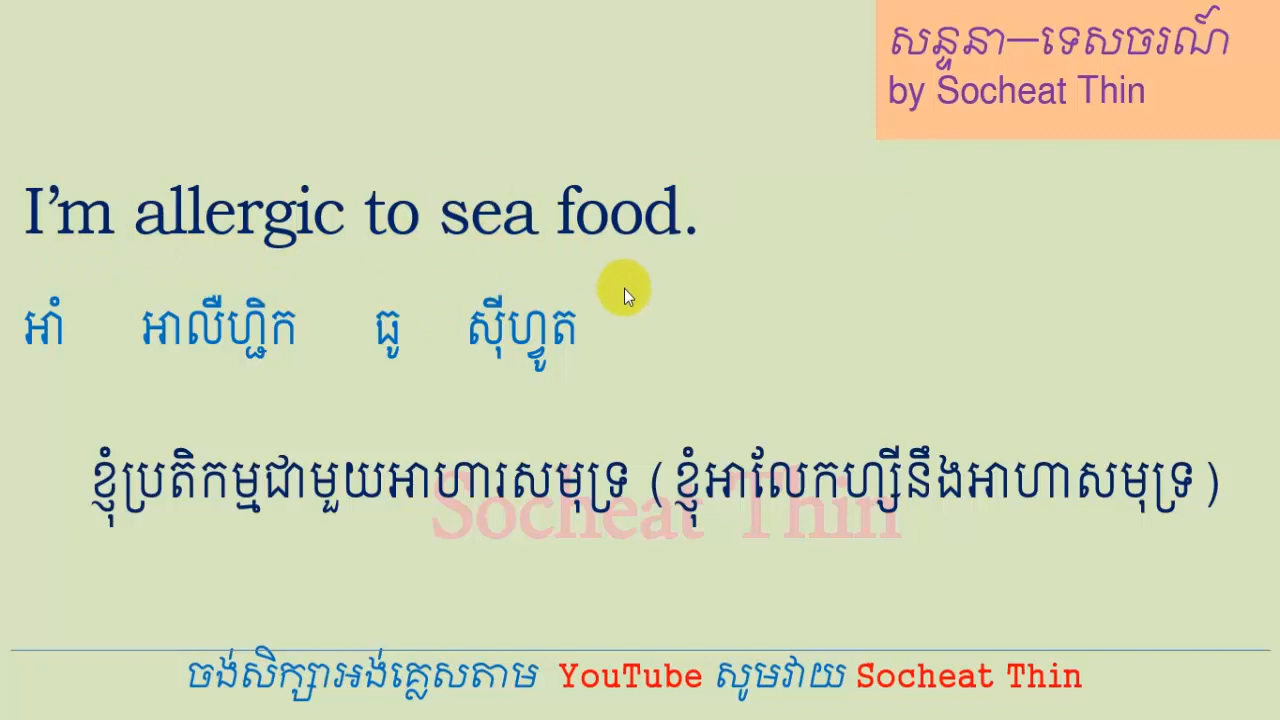 សន្ទនា–ទេសចរណ៍
by Socheat Thin
I’m allergic to sea food.
អាំ អាលឺហ្ជិក ធូ ស៊ីហ្វូត
ខ្ញុំប្រតិកម្មជាមួយអាហារសមុទ្រ (ខ្ញុំអាលែកហ្ស៊ីនឹងអាហាសមុទ្រ)
Socheat Thin
ចង់សិក្សាអង់គ្លេសតាម YouTube សូមវាយ Socheat Thin